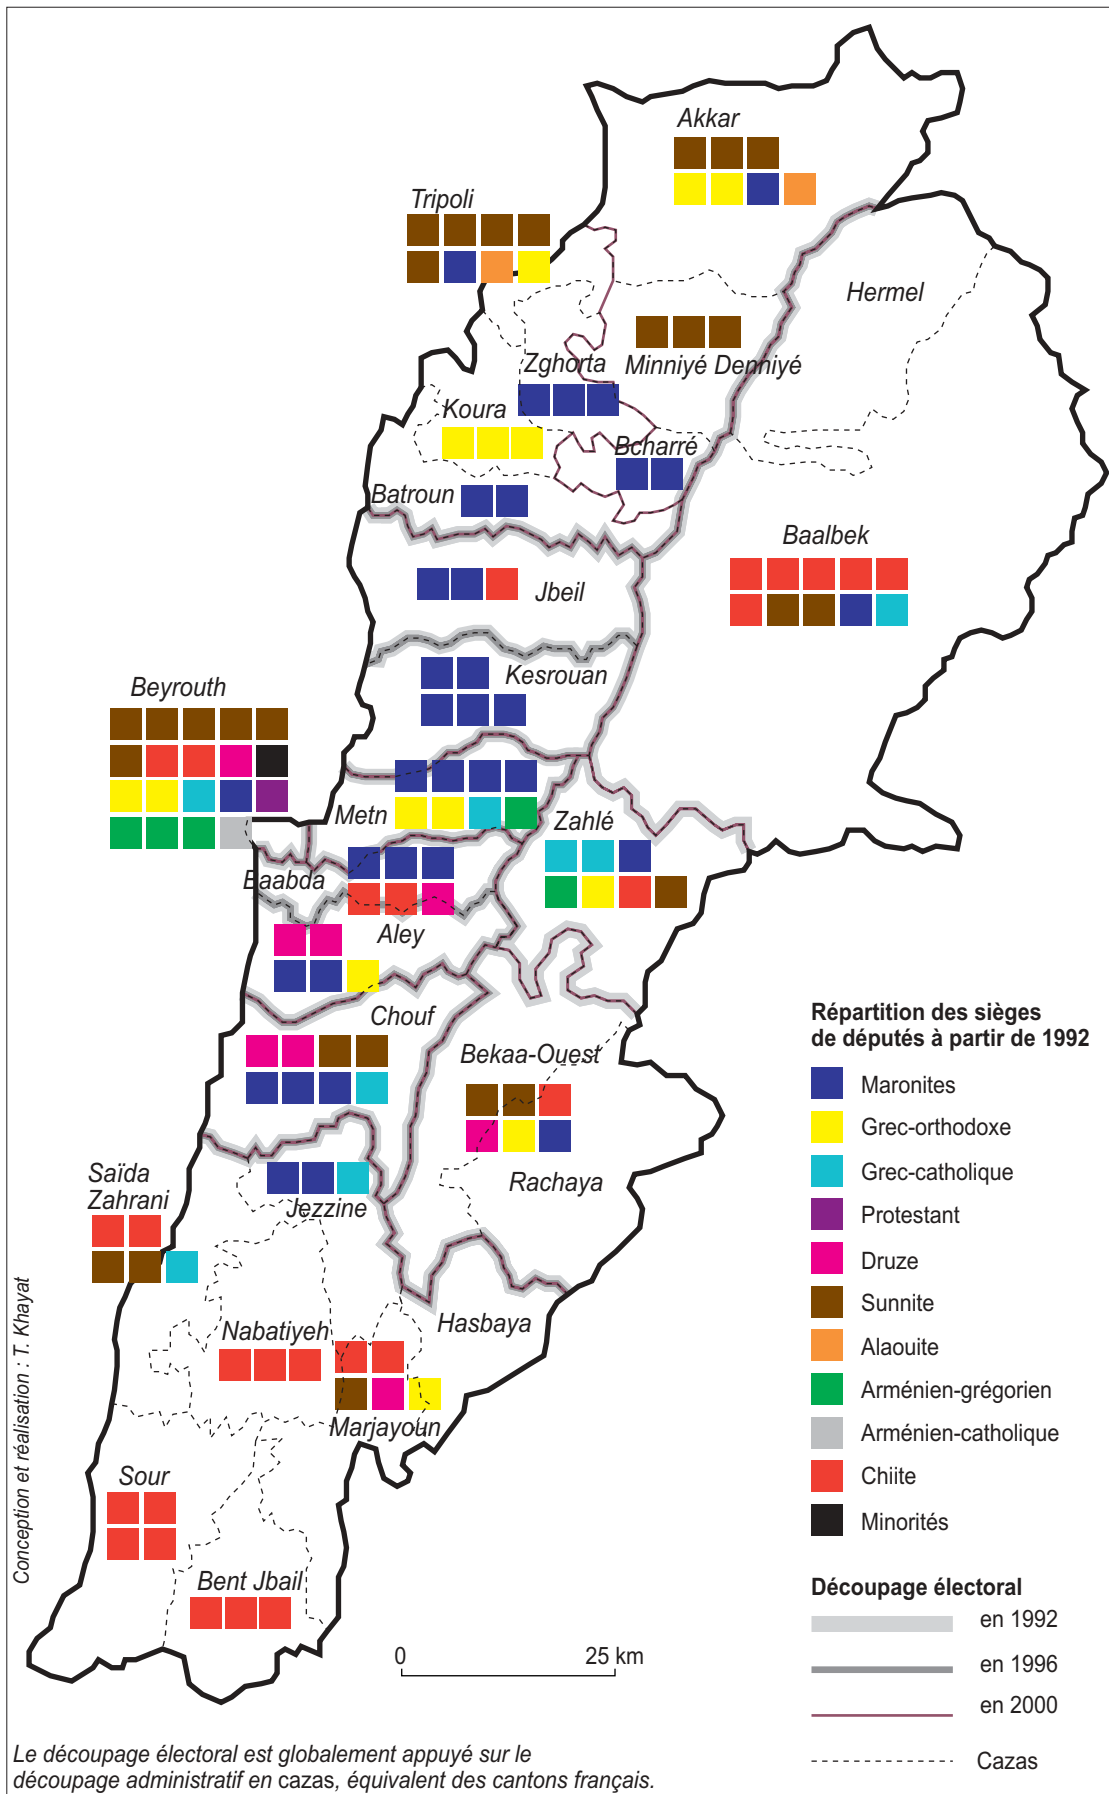 Akkar
Tripoli
Hermel
Minniyé Denniyé
Zghorta
Koura
Bcharré
Batroun
Baalbek
Jbeil
Kesrouan
Beyrouth
Metn
Zahlé
Baabda
Aley
Chouf
Bekaa-Ouest
Rachaya
Saïda
Zahrani
Jezzine
Hasbaya
Nabatiyeh
Marjayoun
Sour
Bent Jbail
Répartition des sièges
de députés à partir de 1992
Maronites
Grec-orthodoxe
Grec-catholique
Protestant
Druze
Sunnite
Alaouite
Arménien-grégorien
Arménien-catholique
Chiite
Minorités
Découpage électoral
en 1992
en 1996
en 2000
Cazas
0 25 km
Conception et réalisation : T. Khayat
Le découpage électoral est globalement appuyé sur le
découpage administratif en cazas, équivalent des cantons français.